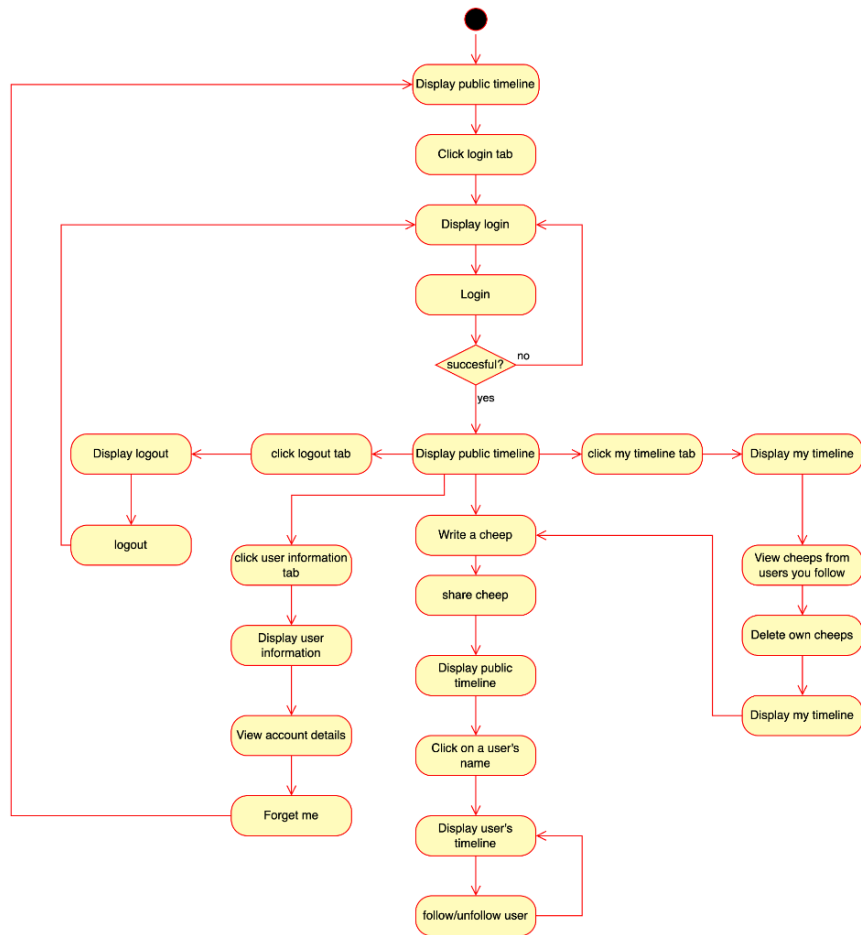 Display public timeline
Click login tab
Display login
Login
succesful?
no
yes
Display logout
click logout tab
Display public timeline
click my timeline tab
Display my timeline
logout
click user information
tab
Write a cheep
View cheeps from
users you follow
share cheep
Delete own cheeps
Display user
information
Display public
timeline
Display my timeline
View account details
Click on a user's
name
Forget me
Display user's
timeline
follow/unfollow user